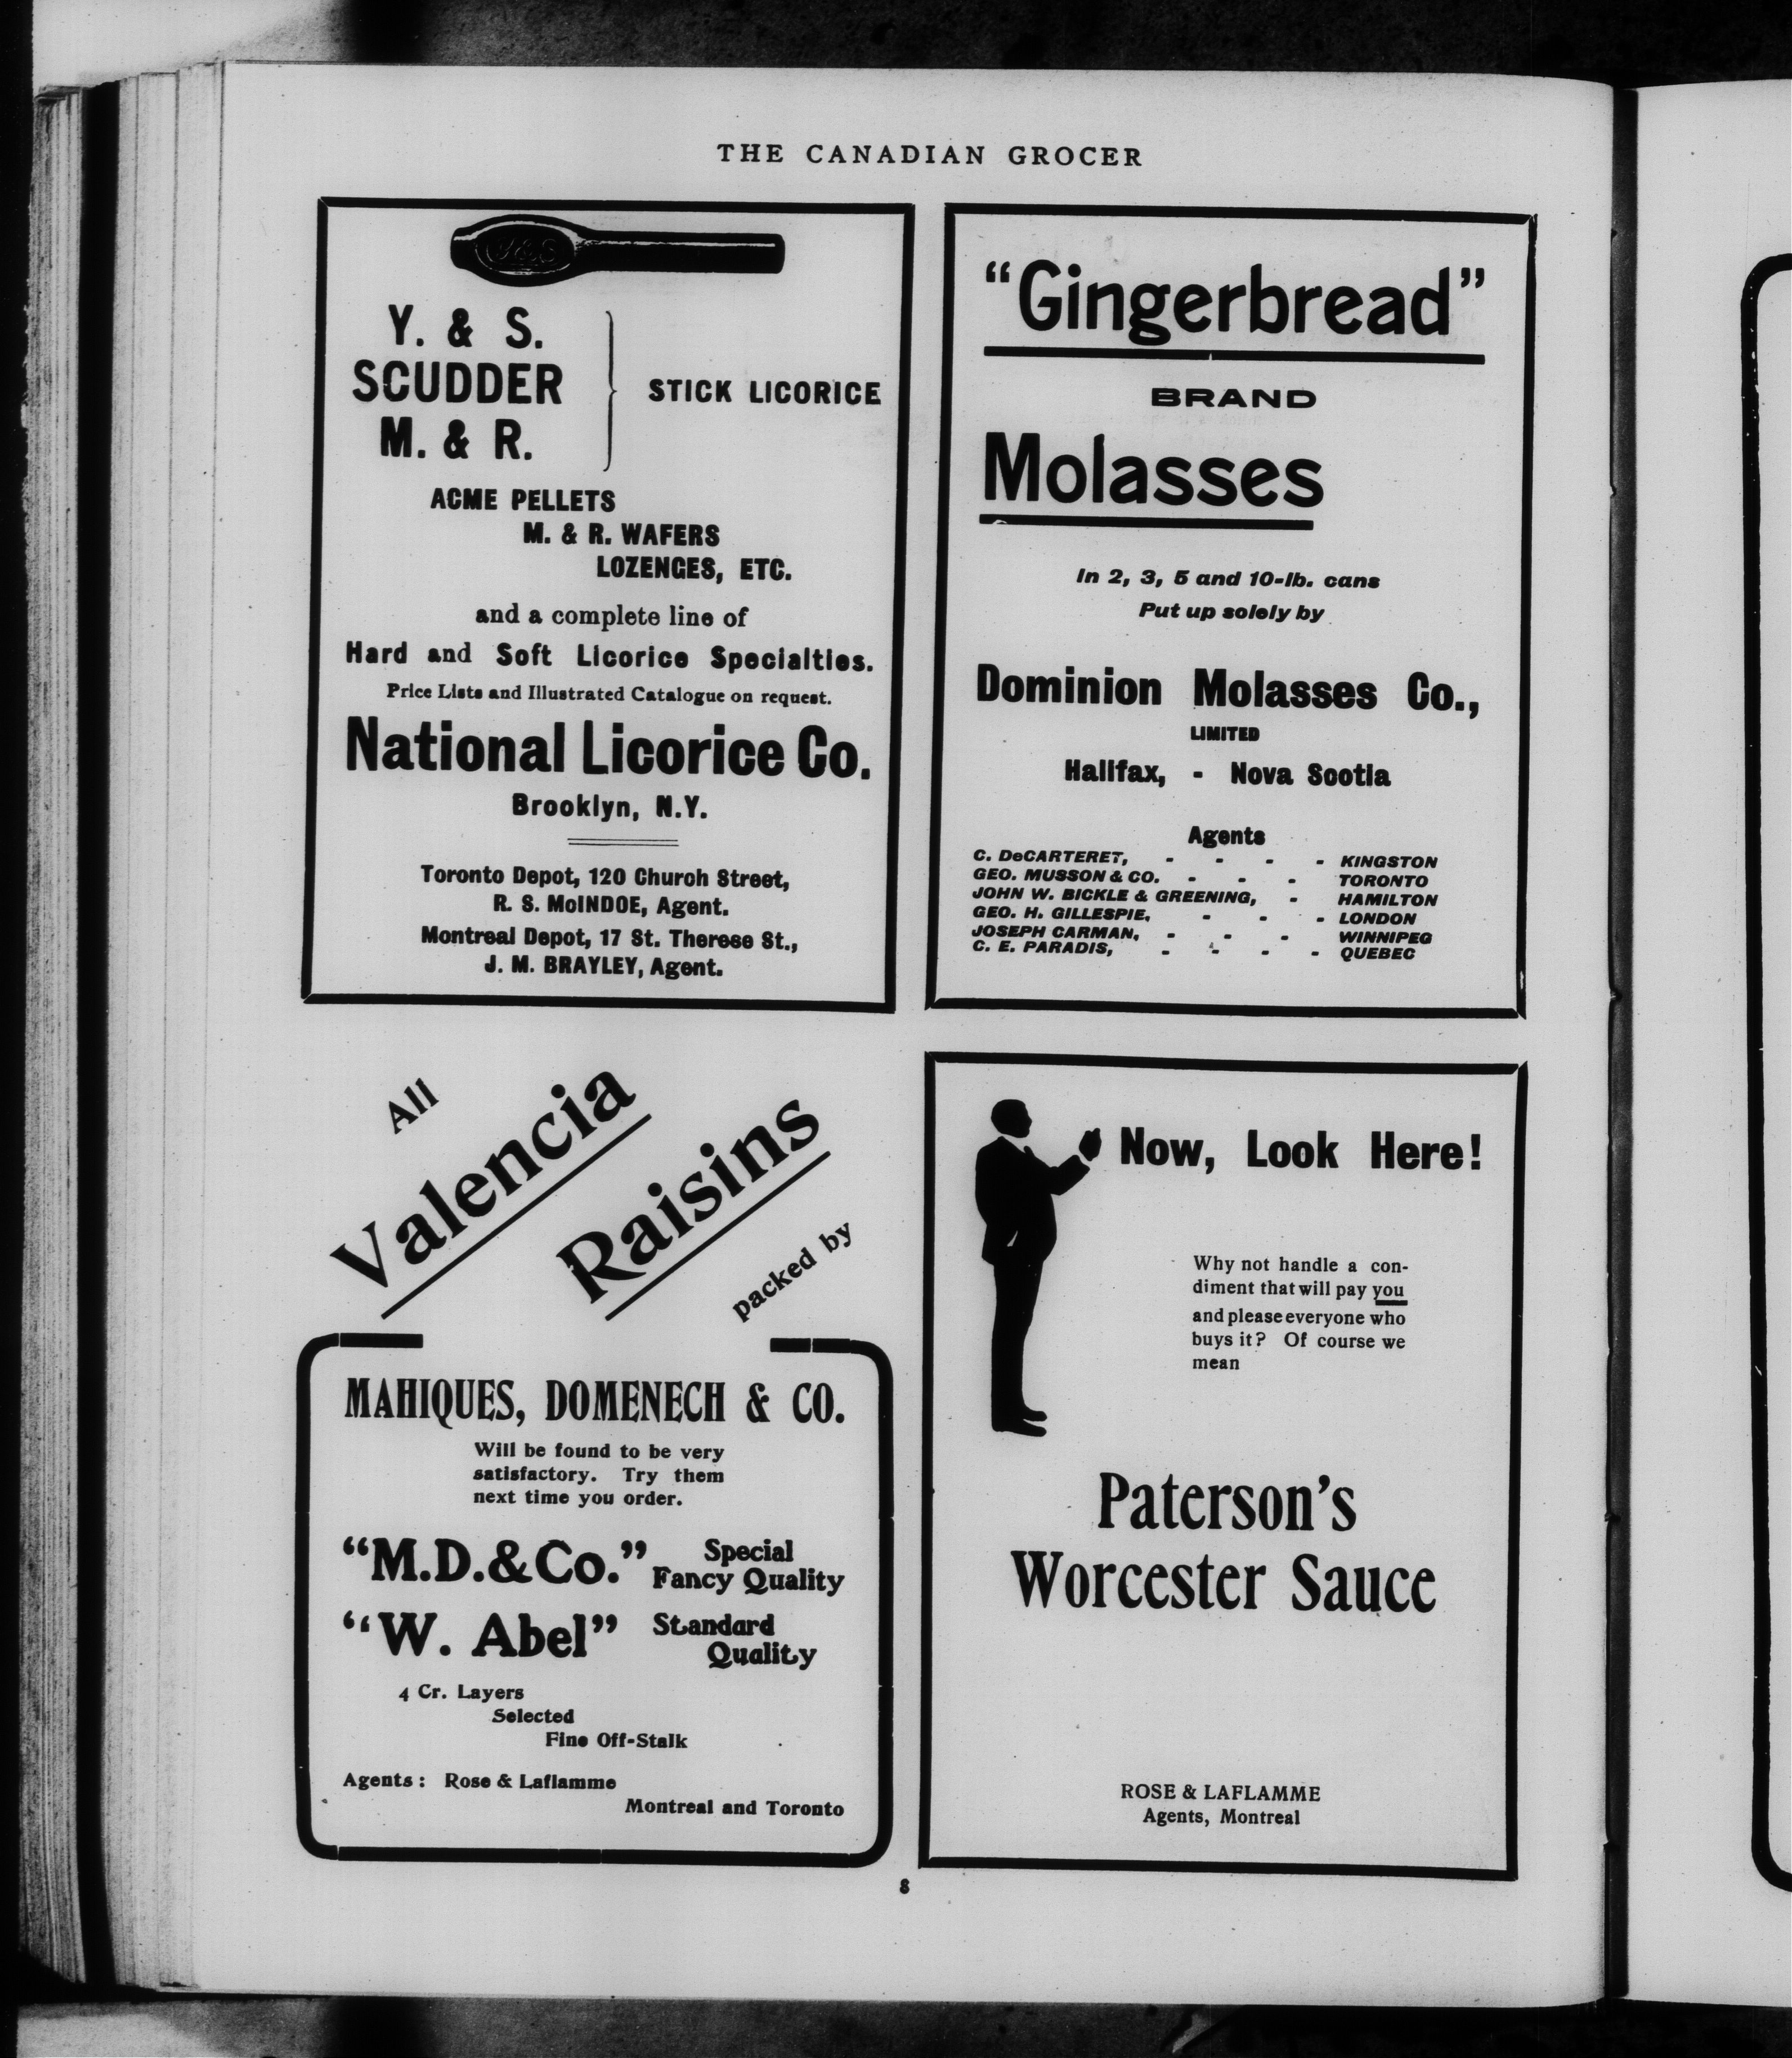 THE CANADIAN GROCER
Y & S
Y. & S.
SCUDDER
M. & R.
STICK LICORICE
ACME PELLETS
M. & R. WAFERS
LOZENGES, ETC.
and a complete line of
Hard and Soft Licorice Specialties.
Price Lists and Illustrated Catalogue on request.
National Licorice Co.
Brooklyn, N.Y.
Toronto Depot, 120 Church Street,
R. S. McINDOE, Agent.
Montreal Depot, 17 St. Therese St.,
J. M. BRAYLEY, Agent.
"Gingerbread"
BRAND
Molasses
In 2, 3, 5 and 10-lb. cans
Put up solely by
Dominion Molasses Co.,
LIMITED
Halifax, - Nova Scotia
Agents
C. DeCARTERET, - - - - KINGSTON
GEO. MUSSON & CO. - - - TORONTO
JOHN W. BICKLE & GREENING, - HAMILTON
GEO. H. GILLESPIE, - - - LONDON
JOSEPH CARMAN, - - - WINNIPEG
C. E. PARADIS, - - - - QUEBEC
All
Valencia
Raisins
packed by
MAHIQUES, DOMENECH & CO.
Will be found to be very
satisfactory. Try them
next time you order.
"M.D.&Co." Special
Fancy Quality
"W. Abel" Standard
Quality
4 Cr. Layers
Selected
Fine Off-Stalk
Agents: Rose & Laflamme
Montreal and Toronto
Now, Look Here!
Why not handle a con-
diment that will pay you
and please everyone who
buys it? Of course we
mean
Paterson's
Worcester Sauce
ROSE & LAFLAMME
Agents, Montreal
8